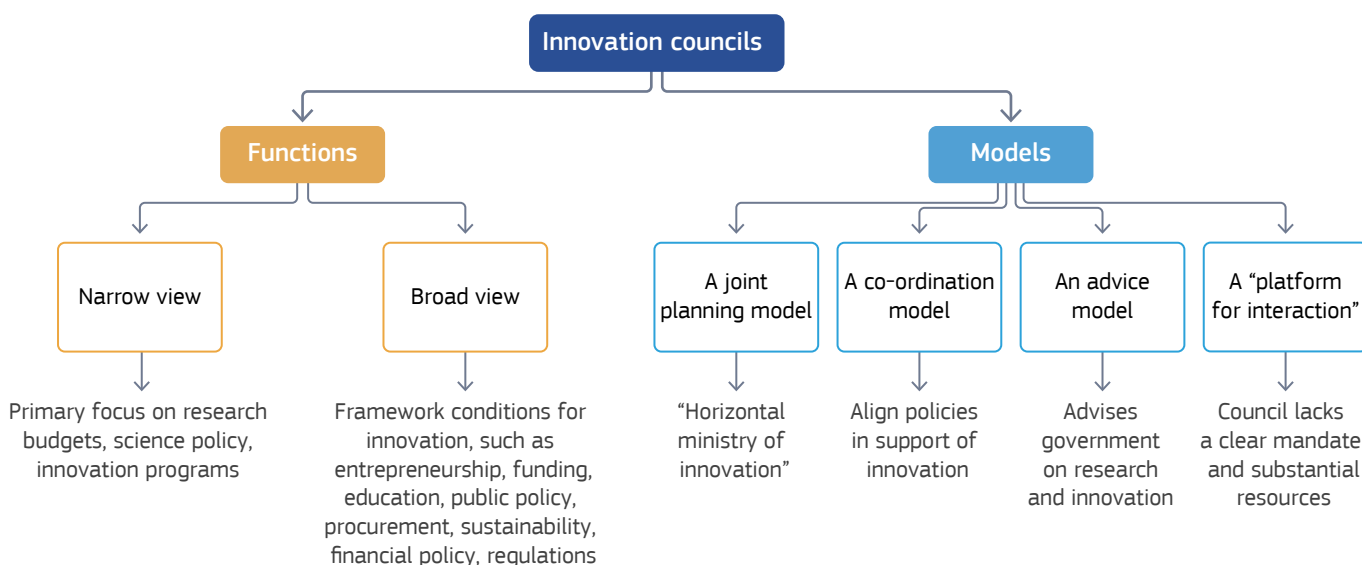 Innovation councils
Functions
Models
Narrow view
Broad view
A joint
planning model
A co-ordination
model
An advice
model
A “platform
for interaction”
Primary focus on research
budgets, science policy,
innovation programs
Framework conditions for
innovation, such as
entrepreneurship, funding,
education, public policy,
procurement, sustainability,
financial policy, regulations
“Horizontal
ministry of
innovation”
Align policies
in support of
innovation
Advises
government
on research
and innovation
Council lacks
a clear mandate
and substantial
resources